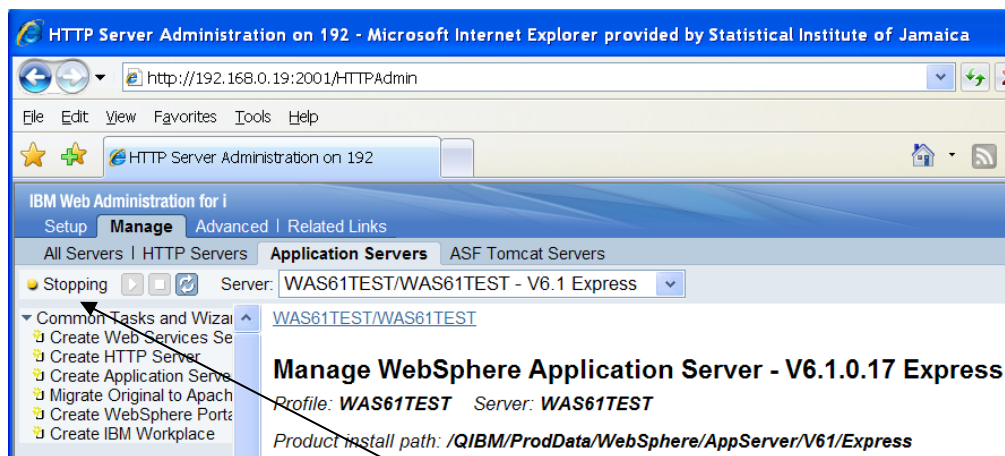 HTTP Server Administration on 192 - Microsoft Internet Explorer provided by Statistical Institute of Jamaica
http://192.168.0.19:2001/HTTPAdmin
File Edit View Favorites Tools Help
HTTP Server Administration on 192
IBM Web Administration for i
Setup Manage Advanced | Related Links
All Servers | HTTP Servers Application Servers ASF Tomcat Servers
Stopping Server: WAS61TEST/WAS61TEST - V6.1 Express
Common Tasks and Wizar
WAS61TEST/WAS61TEST
Create Web Services Se
Create HTTP Server
Create Application Serve
Manage WebSphere Application Server - V6.1.0.17 Express
Migrate Original to Apach
Profile: WAS61TEST Server: WAS61TEST
Create WebSphere Porta
Create IBM Workplace
Product install path: /QIBM/ProdData/WebSphere/AppServer/V61/Express